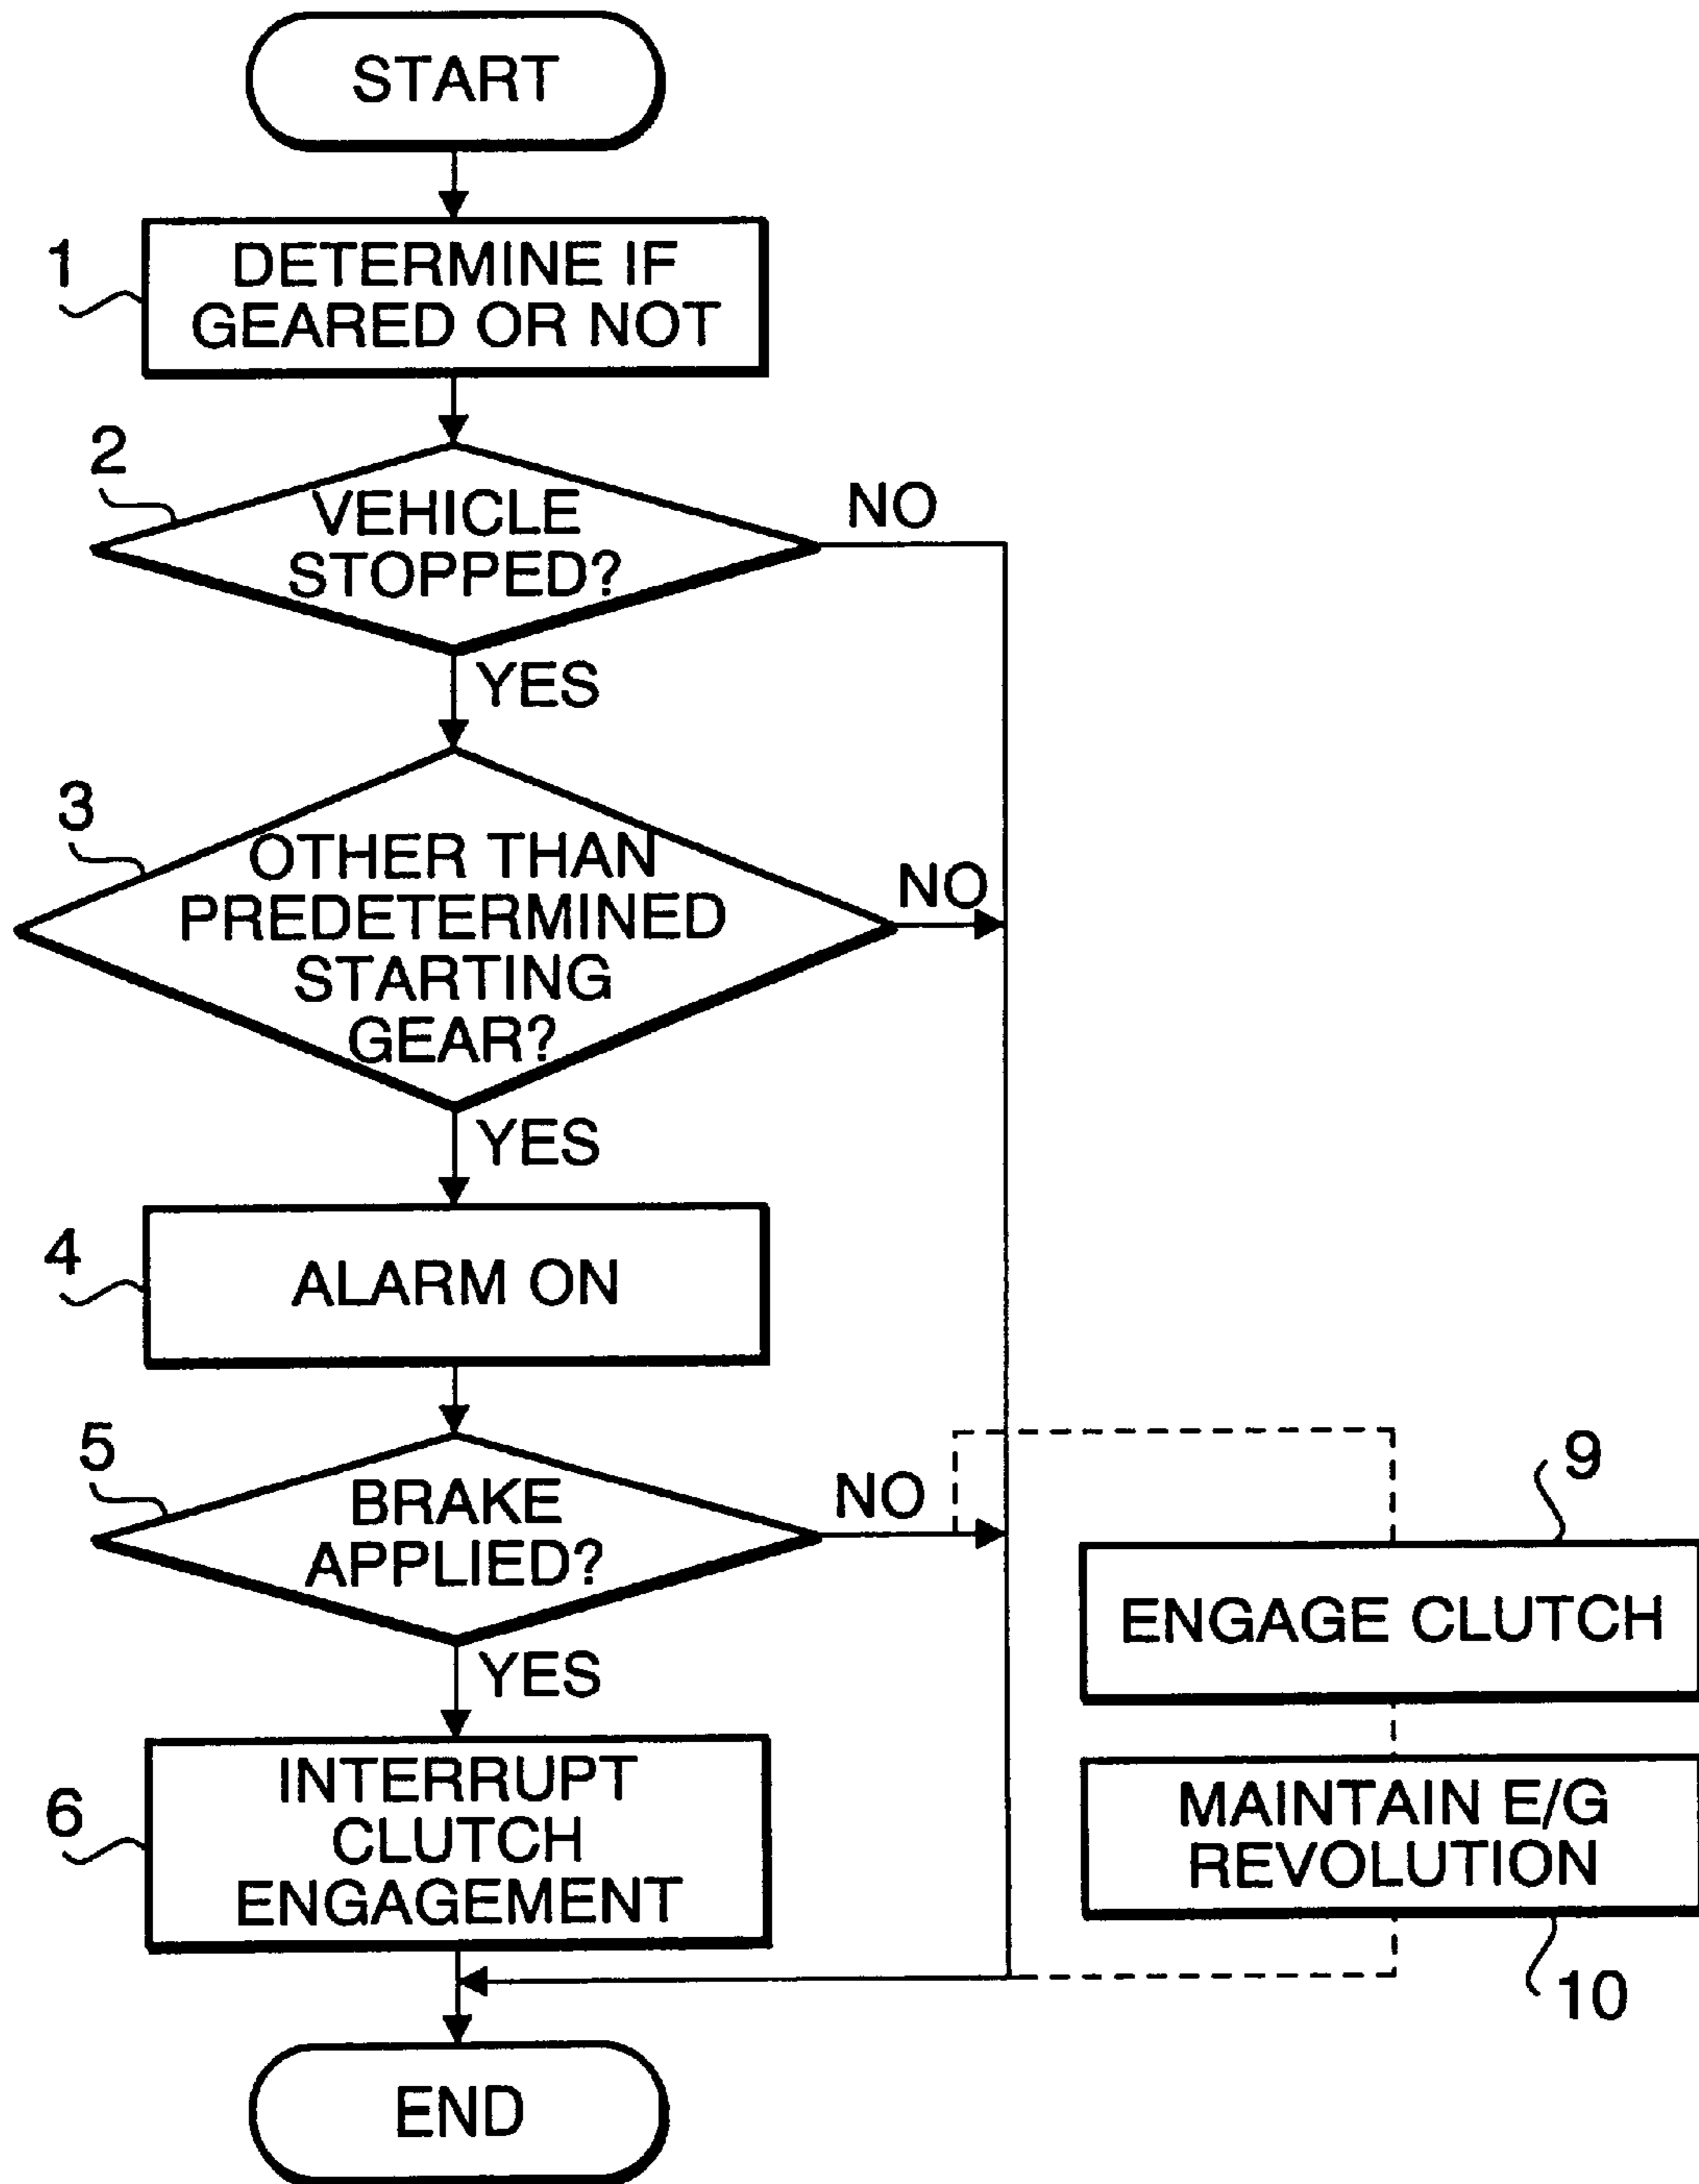 START
1
DETERMINE IF
GEARED OR NOT
2
VEHICLE
STOPPED?
NO
YES
3
OTHER THAN
PREDETERMINED
STARTING
GEAR?
NO
YES
4
ALARM ON
5
BRAKE
APPLIED?
NO
YES
9
ENGAGE CLUTCH
6
INTERRUPT
CLUTCH
ENGAGEMENT
MAINTAIN E/G
REVOLUTION
10
END